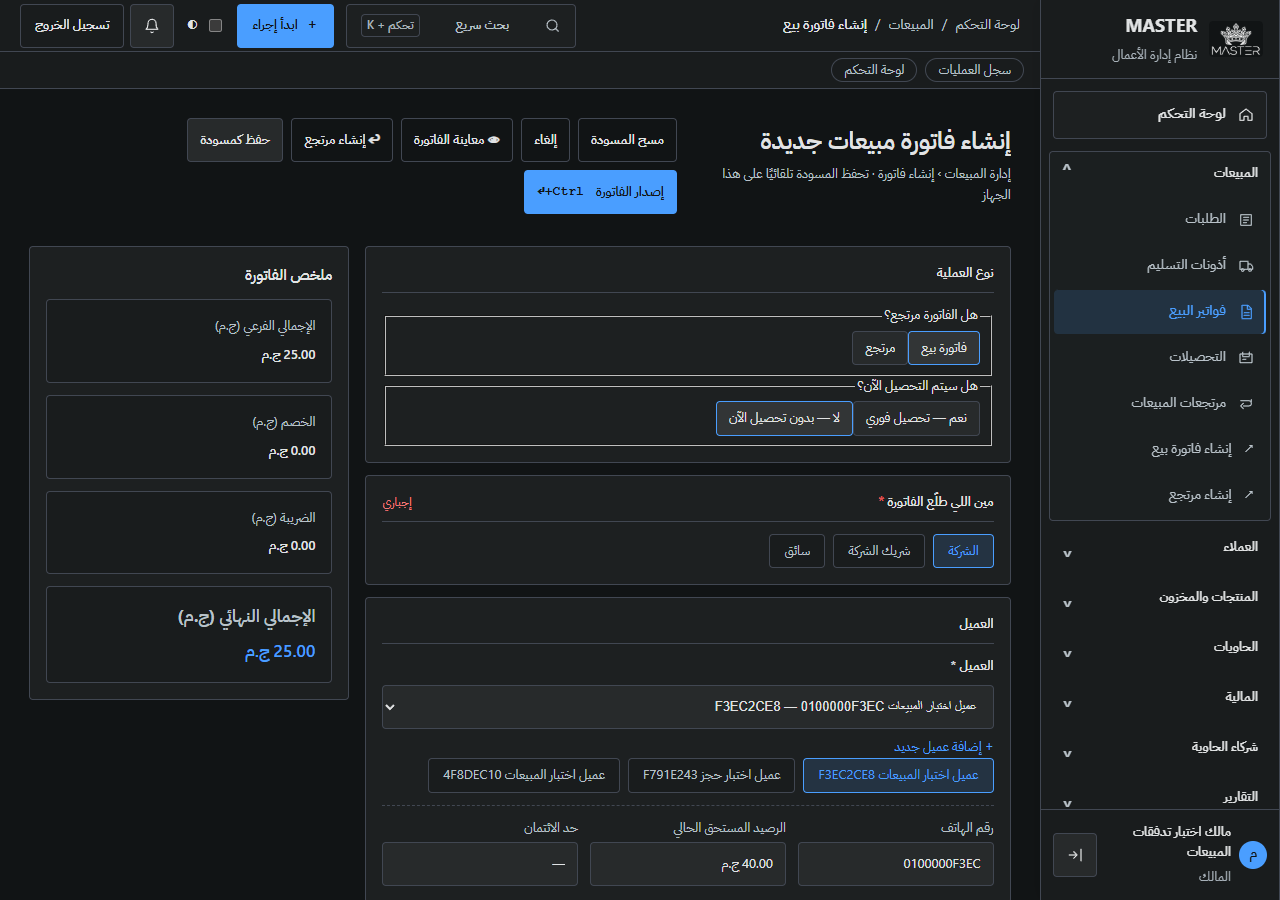 MASTER
MASTER
نظام إدارة الأعمال
لوحة التحكم
المبيعات
الطلبات
أذونات التسليم
فواتير البيع
التحصيلات
مرتجعات المبيعات
إنشاء فاتورة بيع
إنشاء مرتجع
العملاء
المنتجات والمخزون
الحاويات
المالية
شركاء الحاوية
التقارير
مالك اختبار تدفقات المبيعات
المالك
م
لوحة التحكم / المبيعات / إنشاء فاتورة بيع
بحث سريع
تحكم + K
+ ابدأ إجراء
تسجيل الخروج
سجل العمليات
لوحة التحكم
إنشاء فاتورة مبيعات جديدة
إدارة المبيعات › إنشاء فاتورة · تحفظ المسودة تلقائيًا على هذا
الجهاز
مسح المسودة
إلغاء
معاينة الفاتورة
إنشاء مرتجع
حفظ كمسودة
إصدار الفاتورة Ctrl+↵
نوع العملية
هل الفاتورة مرتجع؟
فاتورة بيع
مرتجع
هل سيتم التحصيل الآن؟
نعم — تحصيل فوري
لا — بدون تحصيل الآن
مين اللي طلّع الفاتورة *
إجباري
الشركة
شريك الشركة
سائق
العميل
العميل *
عميل اختبار المبيعات F3EC2CE8 — 0100000F3EC
+ إضافة عميل جديد
عميل اختبار المبيعات F3EC2CE8
عميل اختبار حجز F791E243
عميل اختبار المبيعات 4F8DEC10
رقم الهاتف
0100000F3EC
الرصيد المستحق الحالي
40.00 ج.م
حد الائتمان
—
ملخص الفاتورة
الإجمالي الفرعي (ج.م)
25.00 ج.م
الخصم (ج.م)
0.00 ج.م
الضريبة (ج.م)
0.00 ج.م
الإجمالي النهائي (ج.م)
25.00 ج.م